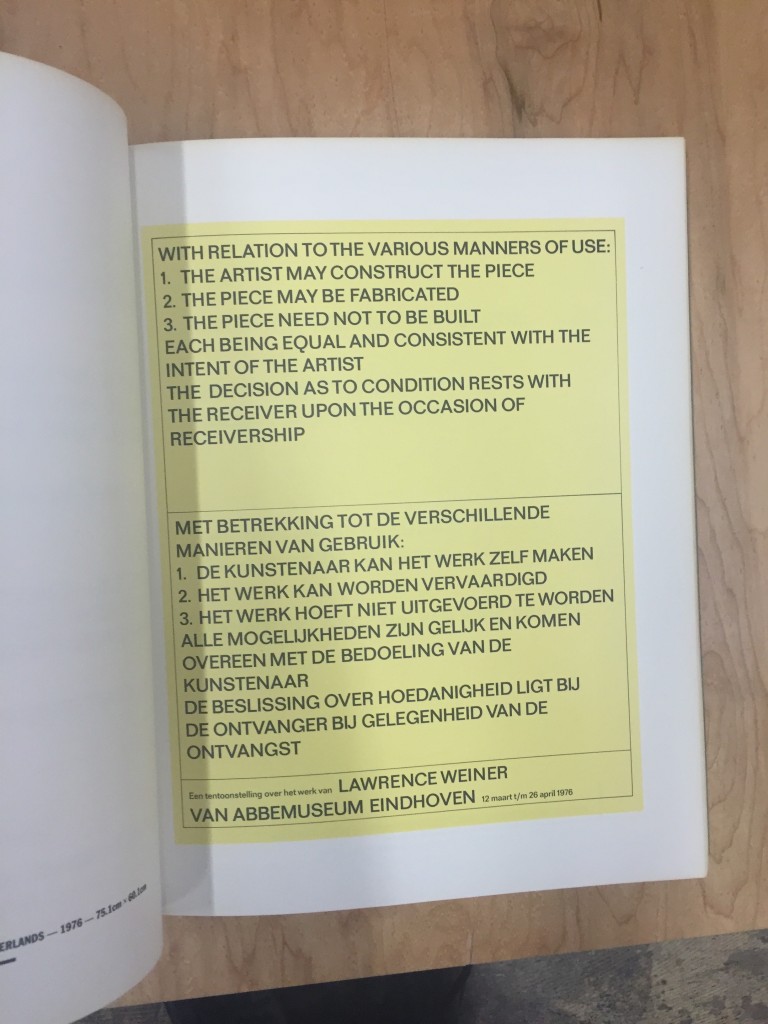 WITH RELATION TO THE VARIOUS MANNERS OF USE:
1. THE ARTIST MAY CONSTRUCT THE PIECE
2. THE PIECE MAY BE FABRICATED
3. THE PIECE NEED NOT TO BE BUILT
EACH BEING EQUAL AND CONSISTENT WITH THE
INTENT OF THE ARTIST
THE DECISION AS TO CONDITION RESTS WITH
THE RECEIVER UPON THE OCCASION OF
RECEIVERSHIP
MET BETREKKING TOT DE VERSCHILLENDE
MANIEREN VAN GEBRUIK:
1. DE KUNSTENAAR KAN HET WERK ZELF MAKEN
2. HET WERK KAN WORDEN VERVAARDIGD
3. HET WERK HOEFT NIET UITGEVOERD TE WORDEN
ALLE MOGELIJKHEDEN ZIJN GELIJK EN KOMEN
OVEREEN MET DE BEDOELING VAN DE
KUNSTENAAR
DE BESLISSING OVER HOEDANIGHEID LIGT BIJ
DE ONTVANGER BIJ GELEGENHEID VAN DE
ONTVANGST
Een tentoonstelling over het werk van LAWRENCE WEINER
VAN ABBEMUSEUM EINDHOVEN 12 maart t/m 26 april 1976
ERLANDS — 1976 — 75.1cm × 60.1cm